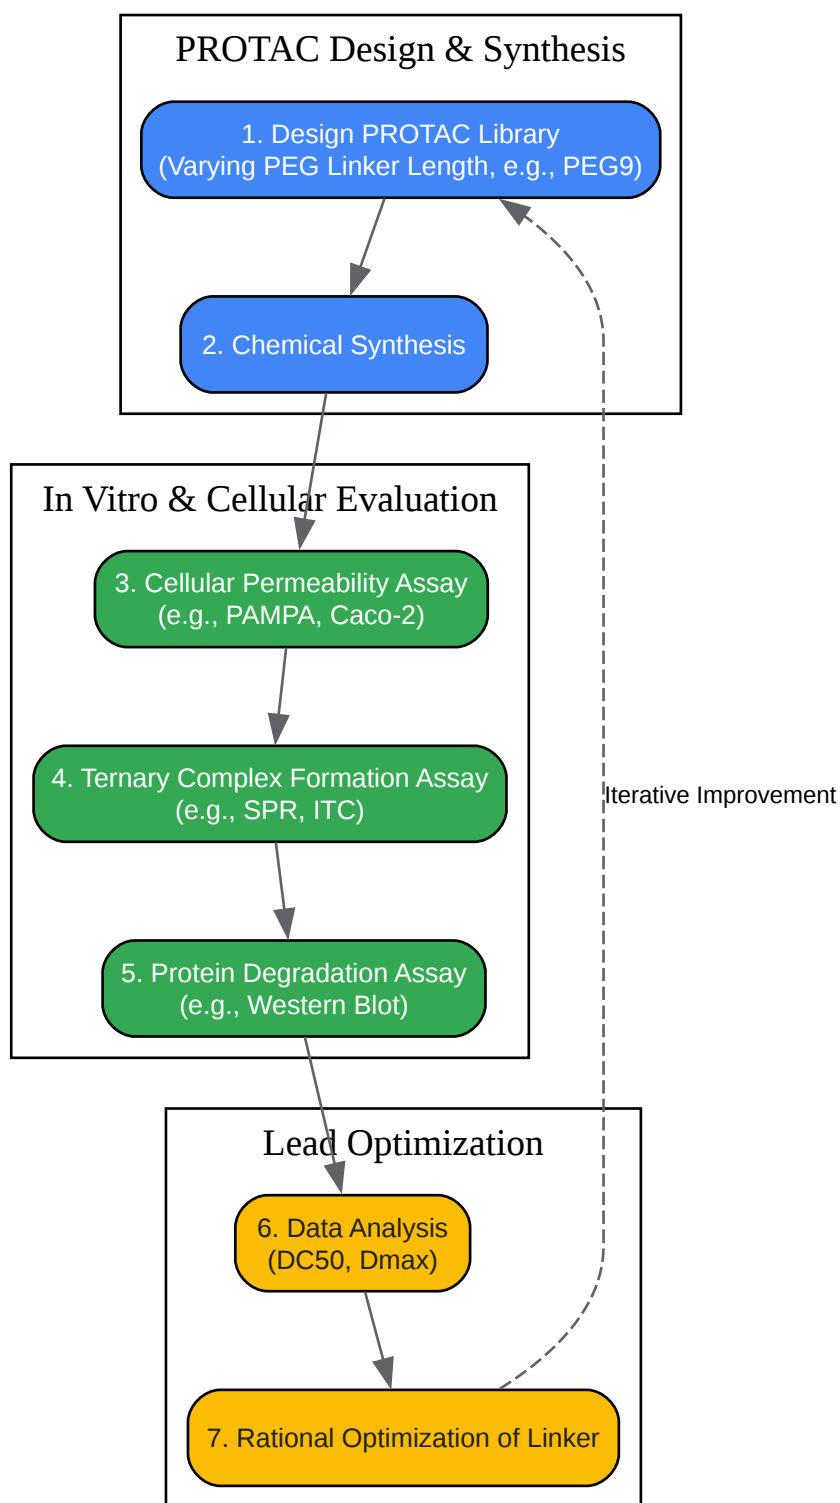 PROTAC Design & Synthesis
1. Design PROTAC Library
(Varying PEG Linker Length, e.g., PEG9)
2. Chemical Synthesis
In Vitro & Cellular Evaluation
3. Cellular Permeability Assay
(e.g., PAMPA, Caco-2)
4. Ternary Complex Formation Assay
(e.g., SPR, ITC)
Iterative Improvement
5. Protein Degradation Assay
(e.g., Western Blot)
Lead Optimization
6. Data Analysis
(DC50, Dmax)
7. Rational Optimization of Linker